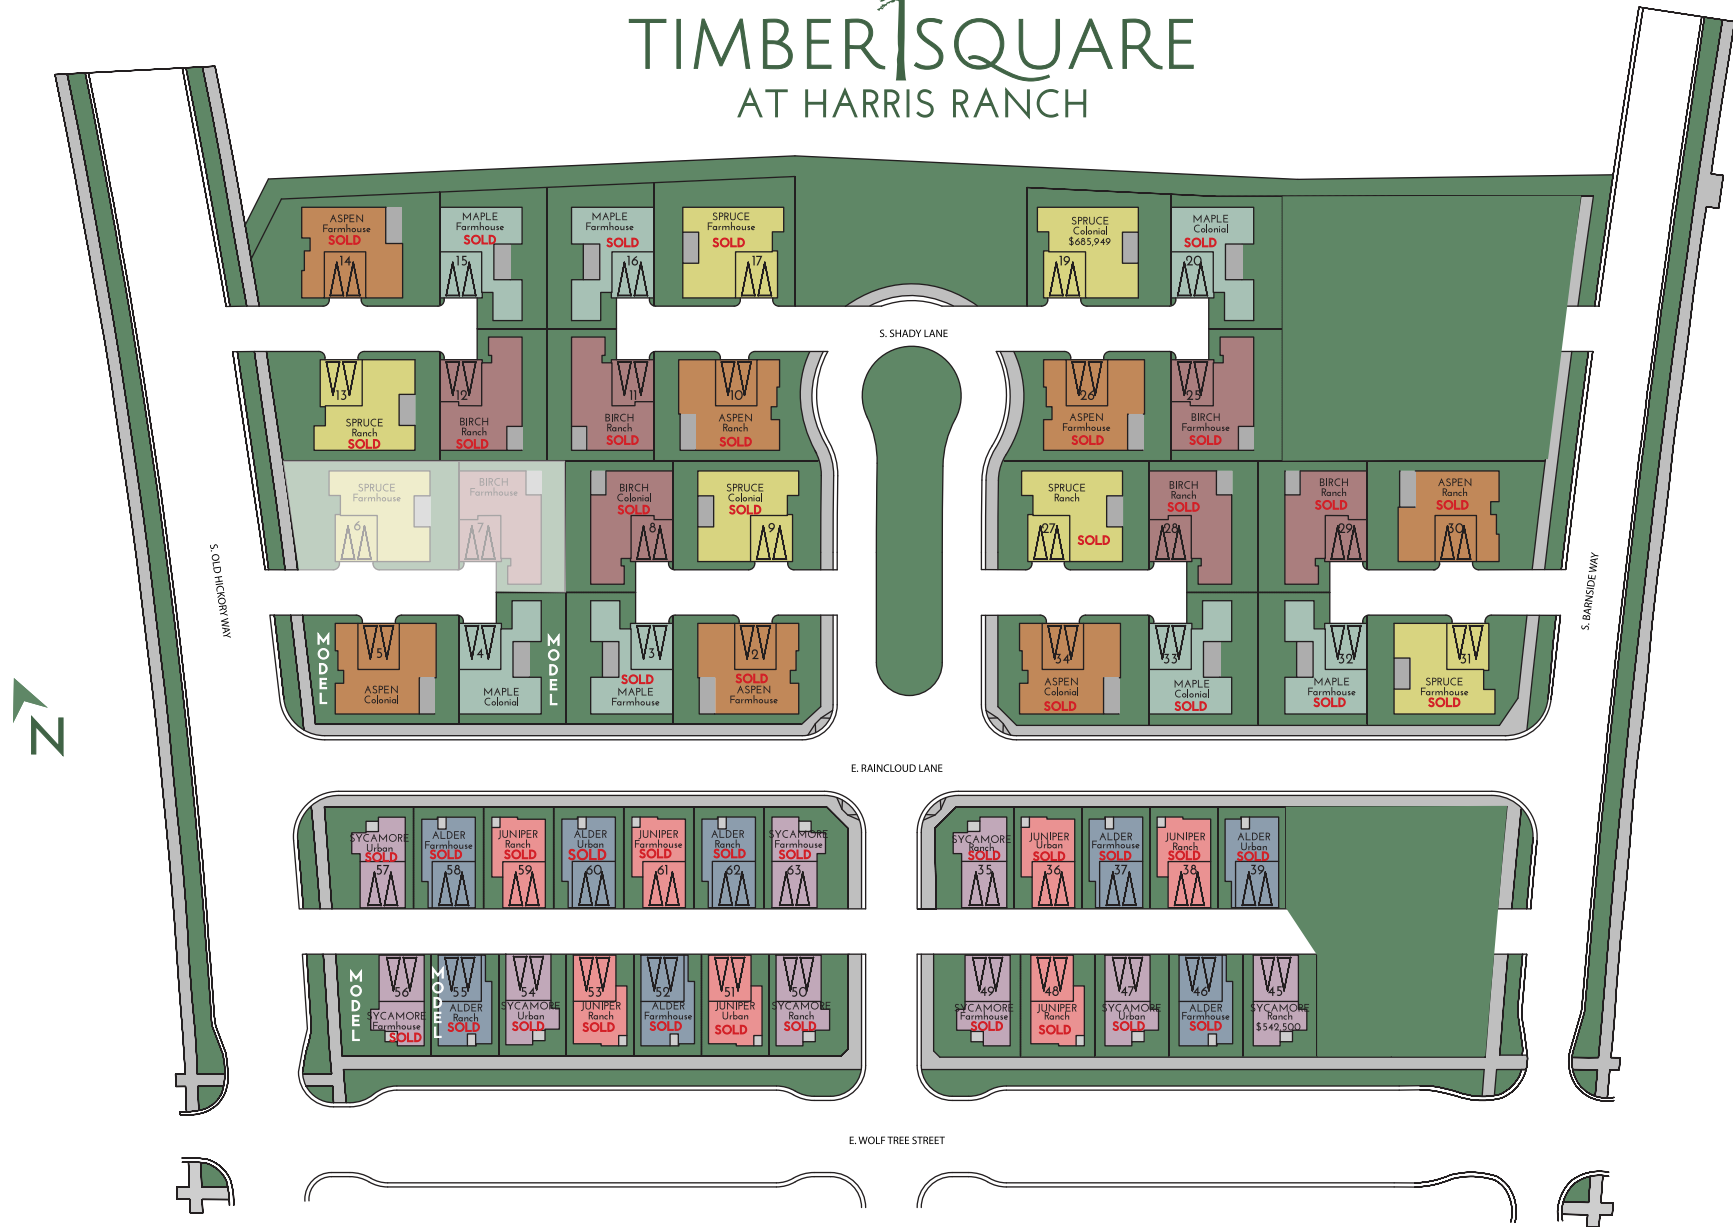 TIMBER SQUARE
AT HARRIS RANCH
ASPEN
Farmhouse
SOLD
14
MAPLE
Farmhouse
SOLD
15
MAPLE
Farmhouse
SOLD
16
SPRUCE
Farmhouse
SOLD
17
SPRUCE
Colonial
$685,949
19
MAPLE
Colonial
SOLD
20
S. SHADY LANE
13
SPRUCE
Ranch
SOLD
12
BIRCH
Ranch
SOLD
11
BIRCH
Ranch
SOLD
10
ASPEN
Ranch
SOLD
26
ASPEN
Farmhouse
SOLD
25
BIRCH
Farmhouse
SOLD
SPRUCE
Farmhouse
6
BIRCH
Farmhouse
7
BIRCH
Colonial
SOLD
8
SPRUCE
Colonial
SOLD
9
SPRUCE
Ranch
27
SOLD
BIRCH
Ranch
SOLD
28
BIRCH
Ranch
SOLD
29
ASPEN
Ranch
SOLD
30
S. OLD HICKORY WAY
S. BARNSIDE WAY
MODEL
5
ASPEN
Colonial
4
MAPLE
Colonial
MODEL
3
SOLD
MAPLE
Farmhouse
2
SOLD
ASPEN
Farmhouse
34
ASPEN
Colonial
SOLD
33
MAPLE
Colonial
SOLD
32
MAPLE
Farmhouse
SOLD
31
SPRUCE
Farmhouse
SOLD
N
E. RAINCLOUD LANE
SYCAMORE
Urban
SOLD
57
ALDER
Farmhouse
SOLD
58
JUNIPER
Ranch
SOLD
59
ALDER
Urban
SOLD
60
JUNIPER
Farmhouse
SOLD
61
ALDER
Ranch
SOLD
62
SYCAMORE
Farmhouse
SOLD
63
SYCAMORE
Ranch
SOLD
35
JUNIPER
Urban
SOLD
36
ALDER
Farmhouse
SOLD
37
JUNIPER
Ranch
SOLD
38
ALDER
Urban
SOLD
39
MODEL
56
SYCAMORE
Farmhouse
SOLD
MODEL
55
ALDER
Ranch
SOLD
54
SYCAMORE
Urban
SOLD
53
JUNIPER
Ranch
SOLD
52
ALDER
Farmhouse
SOLD
51
JUNIPER
Urban
SOLD
50
SYCAMORE
Ranch
SOLD
49
SYCAMORE
Farmhouse
SOLD
48
JUNIPER
Ranch
SOLD
47
SYCAMORE
Urban
SOLD
46
ALDER
Farmhouse
SOLD
45
SYCAMORE
Ranch
$542,500
E. WOLF TREE STREET